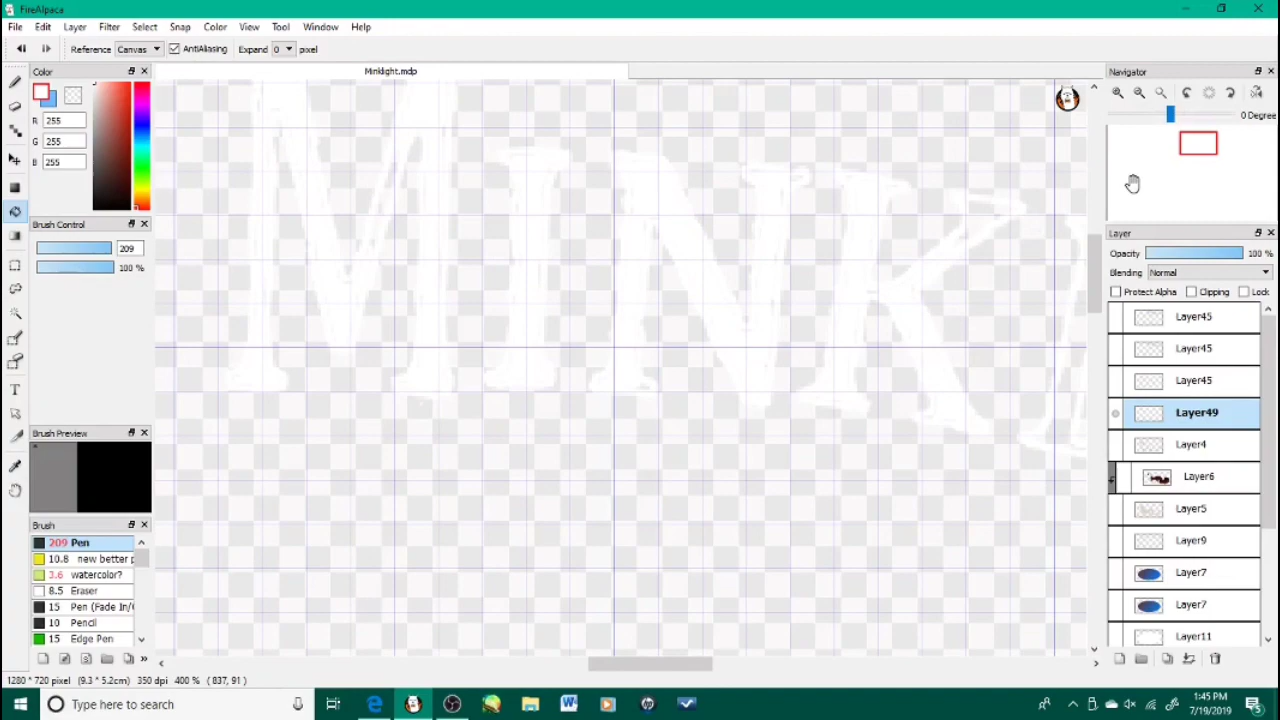 FireAlpaca
File Edit Layer Filter Select Snap Color View Tool Window Help
Reference Canvas AntiAliasing Expand 0 pixel
Color
Minklight.mdp
Navigator
R 255
G 255
B 255
0 Degree
Brush Control
209
100 %
MINK
Layer
Opacity 100 %
Blending Normal
Protect Alpha Clipping Lock
Layer45
Layer45
Layer45
Layer49
Layer4
Layer6
Layer5
Layer9
Layer7
Layer7
Layer11
Brush Preview
Brush
209 Pen
10.8 new better p
3.6 watercolor?
8.5 Eraser
15 Pen (Fade In/
10 Pencil
15 Edge Pen
1280 * 720 pixel (9.3 * 5.2cm) 350 dpi 400 % ( 837, 91 )
Type here to search
1:45 PM
7/19/2019